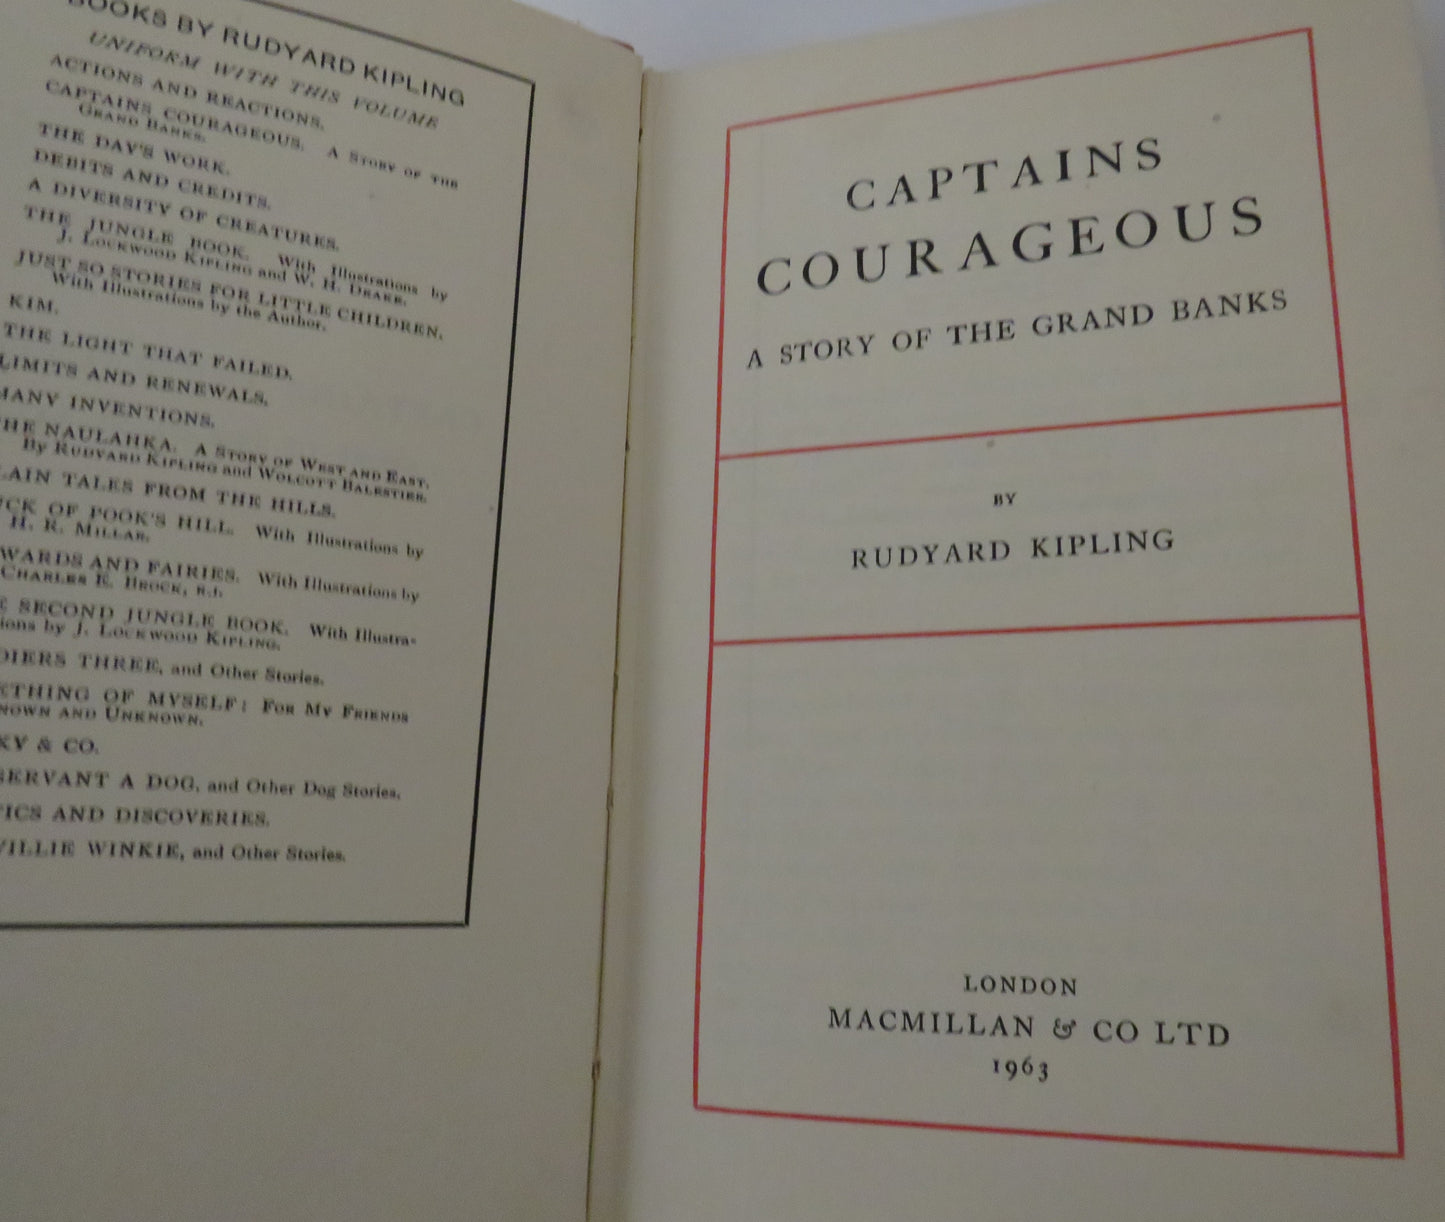 BOOKS BY RUDYARD KIPLING
UNIFORM WITH THIS VOLUME
ACTIONS AND REACTIONS.
CAPTAINS COURAGEOUS. A STORY OF THE
GRAND BANKS.
THE DAY'S WORK.
DEBITS AND CREDITS.
A DIVERSITY OF CREATURES.
THE JUNGLE BOOK. With Illustrations by
J. LOCKWOOD KIPLING and W. H. DRAKE.
JUST SO STORIES FOR LITTLE CHILDREN.
With Illustrations by the Author.
KIM.
THE LIGHT THAT FAILED.
LIMITS AND RENEWALS.
MANY INVENTIONS.
THE NAULAHKA. A STORY OF WEST AND EAST.
By RUDYARD KIPLING and WOLCOTT BALESTIER.
LAIN TALES FROM THE HILLS.
CK OF POOK'S HILL. With Illustrations by
H. R. MILLAR.
WARDS AND FAIRIES. With Illustrations by
CHARLES E. BROCK, R.I.
E SECOND JUNGLE BOOK. With Illustra-
ions by J. LOCKWOOD KIPLING.
DIERS THREE, and Other Stories.
ETHING OF MYSELF: FOR MY FRIENDS
NOWN AND UNKNOWN.
KY & CO.
SERVANT A DOG, and Other Dog Stories.
FICS AND DISCOVERIES.
WILLIE WINKIE, and Other Stories.
CAPTAINS
COURAGEOUS
A STORY OF THE GRAND BANKS
BY
RUDYARD KIPLING
LONDON
MACMILLAN & CO LTD
1963